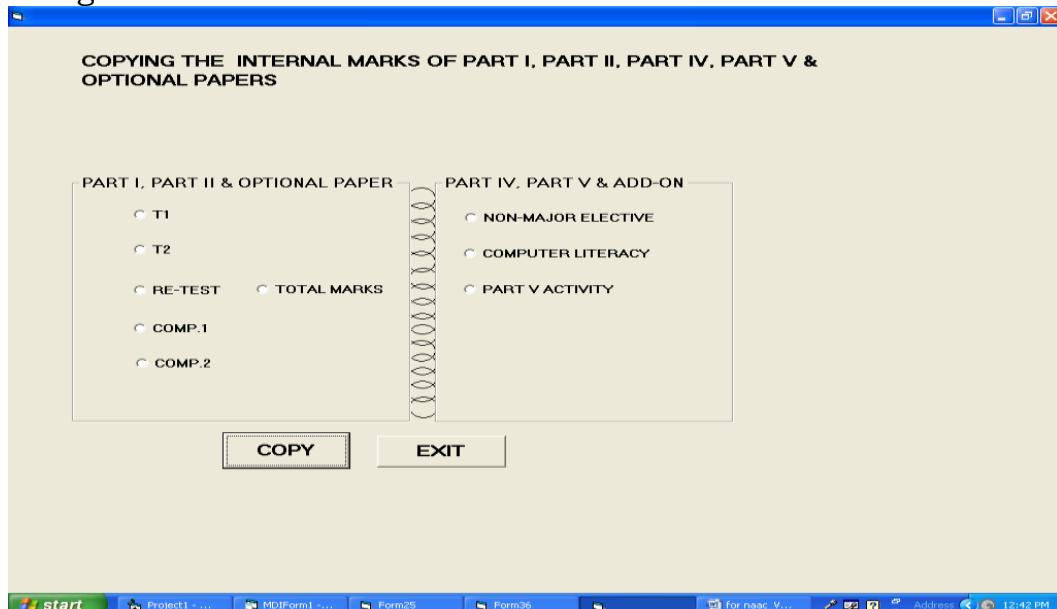 COPYING THE INTERNAL MARKS OF PART I, PART II, PART IV, PART V &
OPTIONAL PAPERS
PART I, PART II & OPTIONAL PAPER
T1
T2
RE-TEST
TOTAL MARKS
COMP.1
COMP.2
PART IV, PART V & ADD-ON
NON-MAJOR ELECTIVE
COMPUTER LITERACY
PART V ACTIVITY
COPY
EXIT
start
Project1 - ...
MDIForm1 -...
Form25
Form36
for naac_V...
Address
12:42 PM